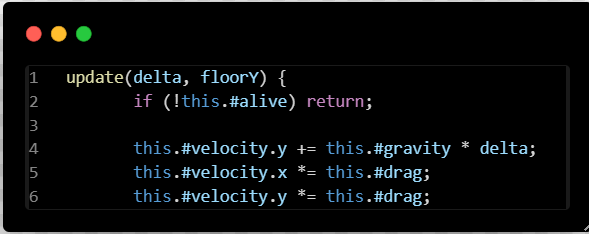 1 update(delta, floorY) {
2 if (!this.#alive) return;
3
4 this.#velocity.y += this.#gravity * delta;
5 this.#velocity.x *= this.#drag;
6 this.#velocity.y *= this.#drag;